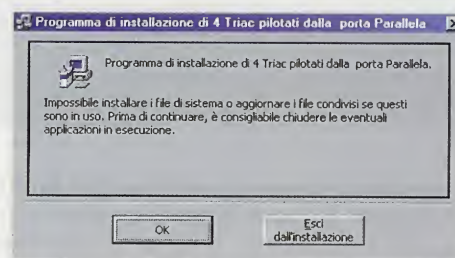 Programma di installazione di 4 Triac pilotati dalla porta Parallela
Programma di installazione di 4 Triac pilotati dalla porta Parallela.
Impossibile installare i file di sistema o aggiornare i file condivisi se questi
sono in uso. Prima di continuare, è consigliabile chiudere le eventuali
applicazioni in esecuzione.
OK
Esci
dall'installazione